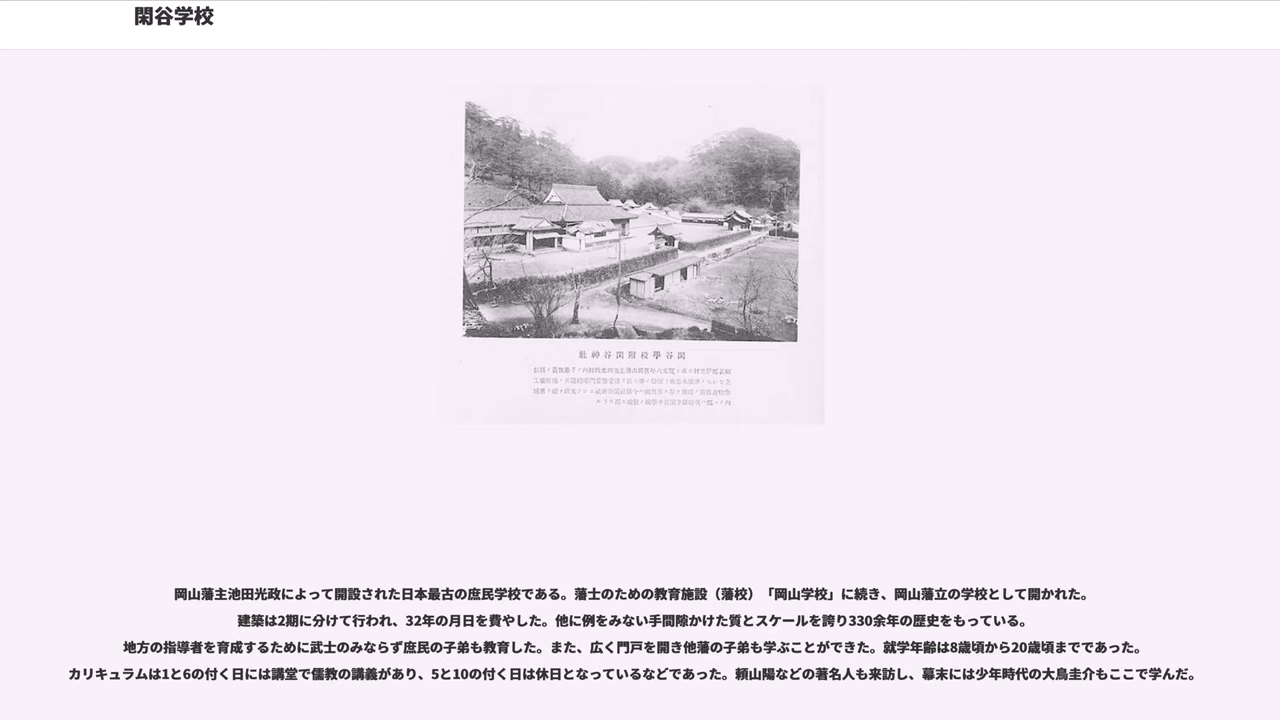 閑谷学校
閑谷學校附閑谷神社
岡山藩主池田光政によって開設された日本最古の庶民学校である。藩士のための教育施設（藩校）「岡山学校」に続き、岡山藩立の学校として開かれた。
建築は2期に分けて行われ、32年の月日を費やした。他に例をみない手間隙かけた質とスケールを誇り330余年の歴史をもっている。
地方の指導者を育成するために武士のみならず庶民の子弟も教育した。また、広く門戸を開き他藩の子弟も学ぶことができた。就学年齢は8歳頃から20歳頃までであった。
カリキュラムは1と6の付く日には講堂で儒教の講義があり、5と10の付く日は休日となっているなどであった。頼山陽などの著名人も来訪し、幕末には少年時代の大鳥圭介もここで学んだ。